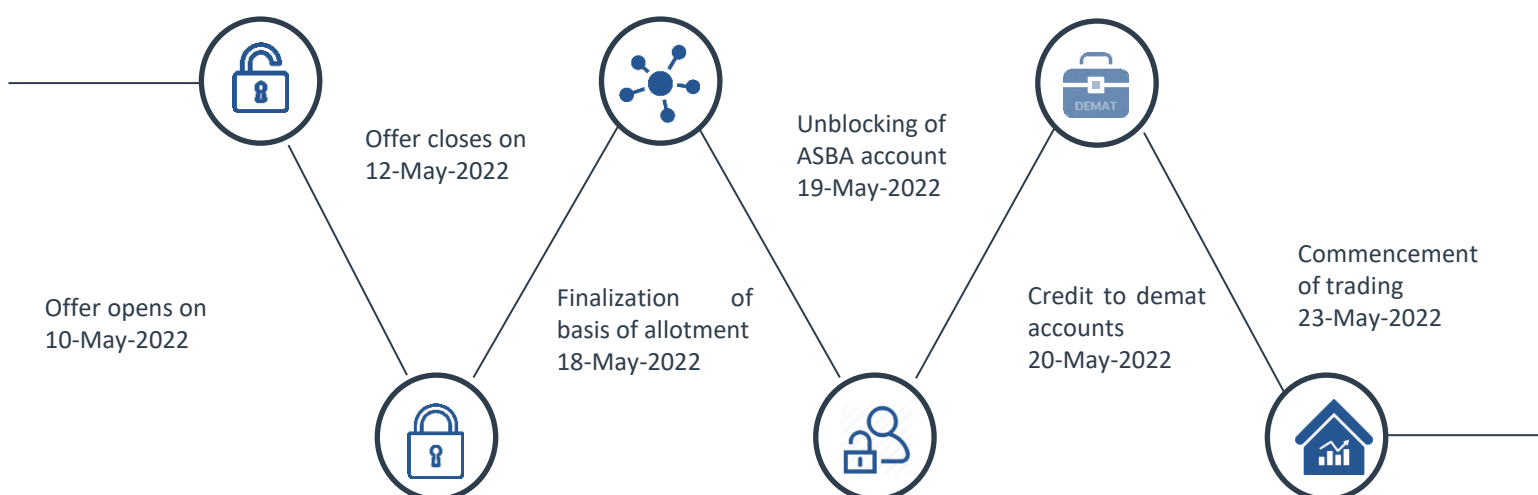 Offer opens on
10-May-2022
Offer closes on
12-May-2022
Finalization of
basis of allotment
18-May-2022
Unblocking of
ASBA account
19-May-2022
DEMAT
Credit to demat
accounts
20-May-2022
Commencement
of trading
23-May-2022